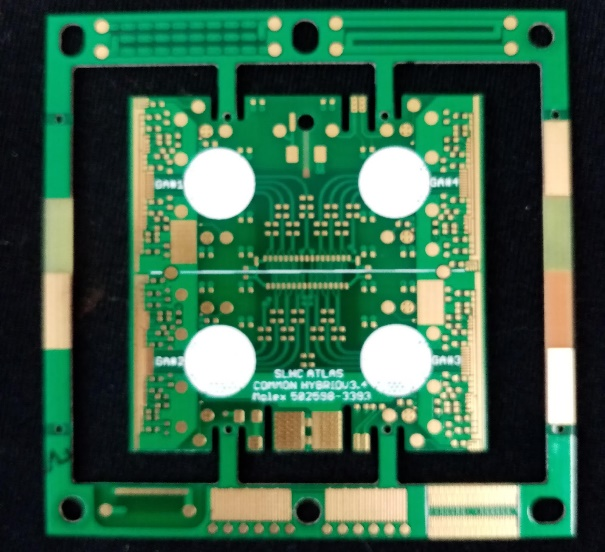 GA#1
GA#4
GA#2
GA#3
SLHC ATLAS
COMMON HYBRIDV3.4
Molex 502598-3393